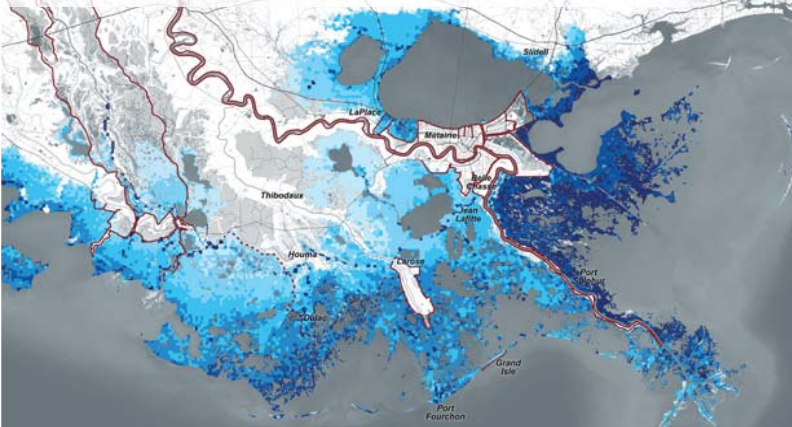 Slidell
LaPlace
Metairie
Belle
Chasse
Thibodaux
Jean
Lafitte
Houma
Larose
Port
Sulphur
Dulac
Grand
Isle
Port
Fourchon